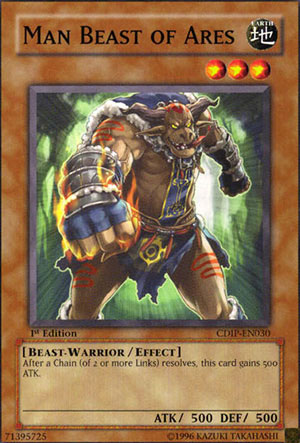 MAN BEAST OF ARES
EARTH
地
1st Edition
CDIP-EN030
[BEAST-WARRIOR / EFFECT]
After a Chain (of 2 or more Links) resolves, this card gains 500
ATK.
ATK / 500 DEF / 500
71395725
©1996 KAZUKI TAKAHASHI